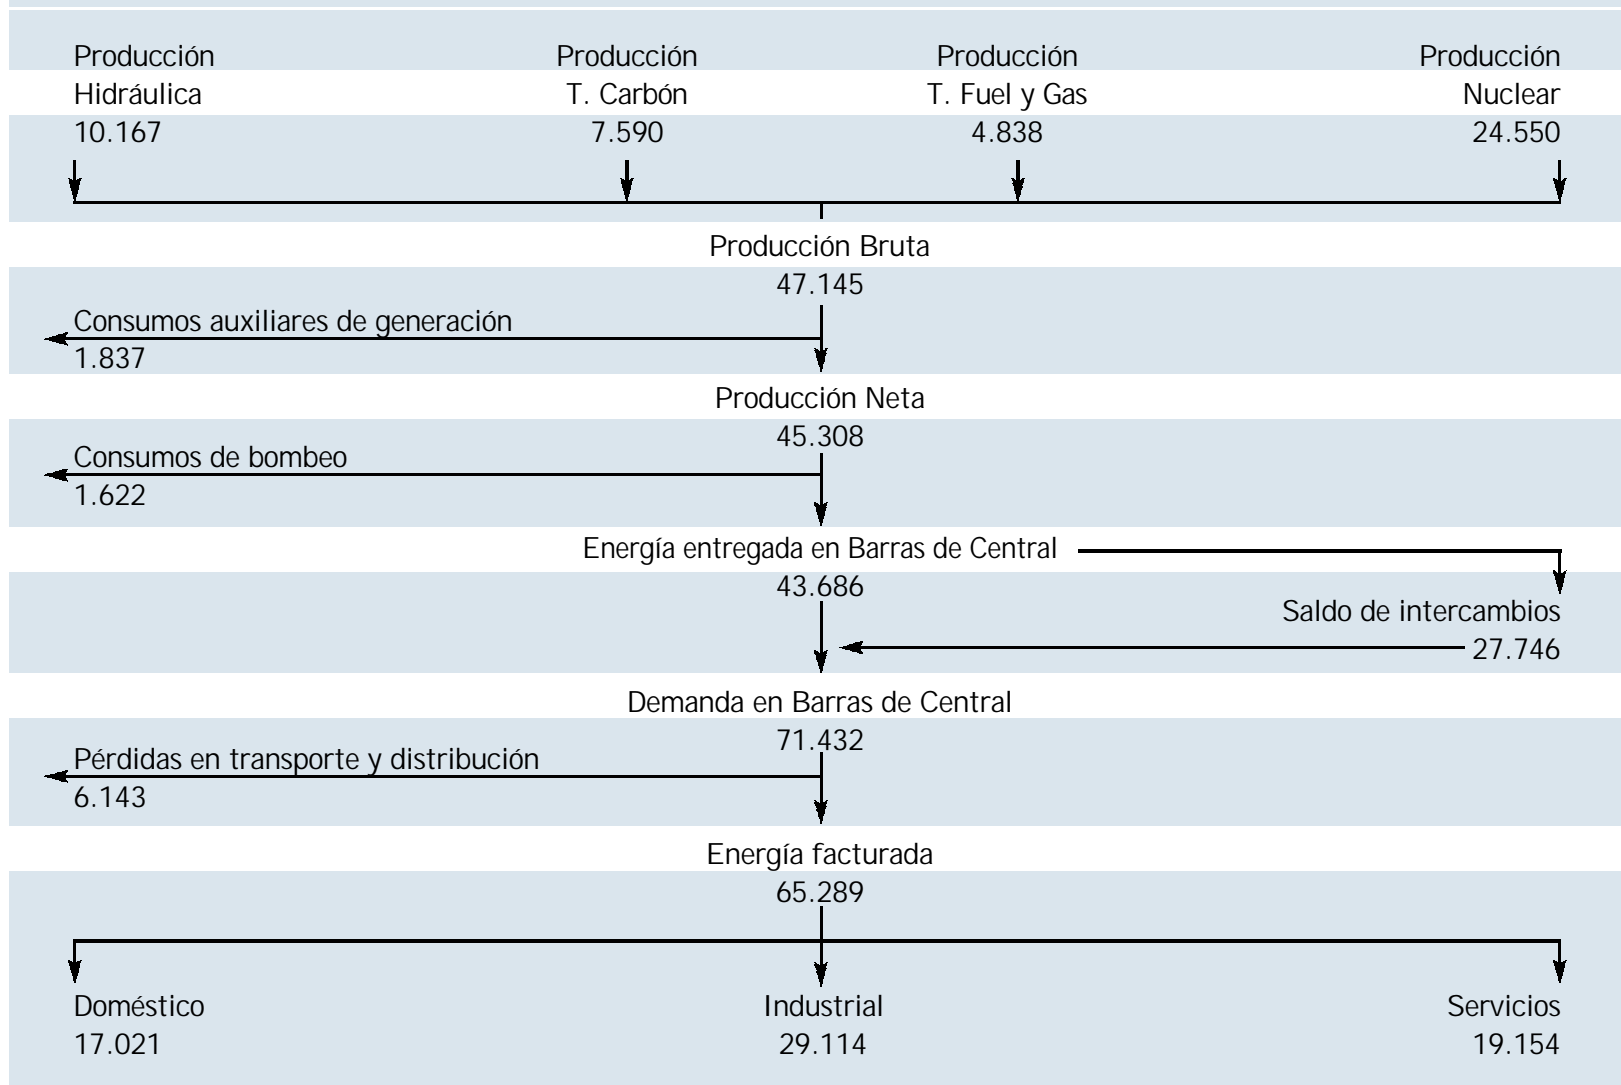 Producción Producción Producción Producción
Hidráulica T. Carbón T. Fuel y Gas Nuclear
10.167 7.590 4.838 24.550
Producción Bruta
47.145
Consumos auxiliares de generación
1.837
Producción Neta
45.308
Consumos de bombeo
1.622
Energía entregada en Barras de Central
43.686
Saldo de intercambios
27.746
Demanda en Barras de Central
71.432
Pérdidas en transporte y distribución
6.143
Energía facturada
65.289
Doméstico Industrial Servicios
17.021 29.114 19.154